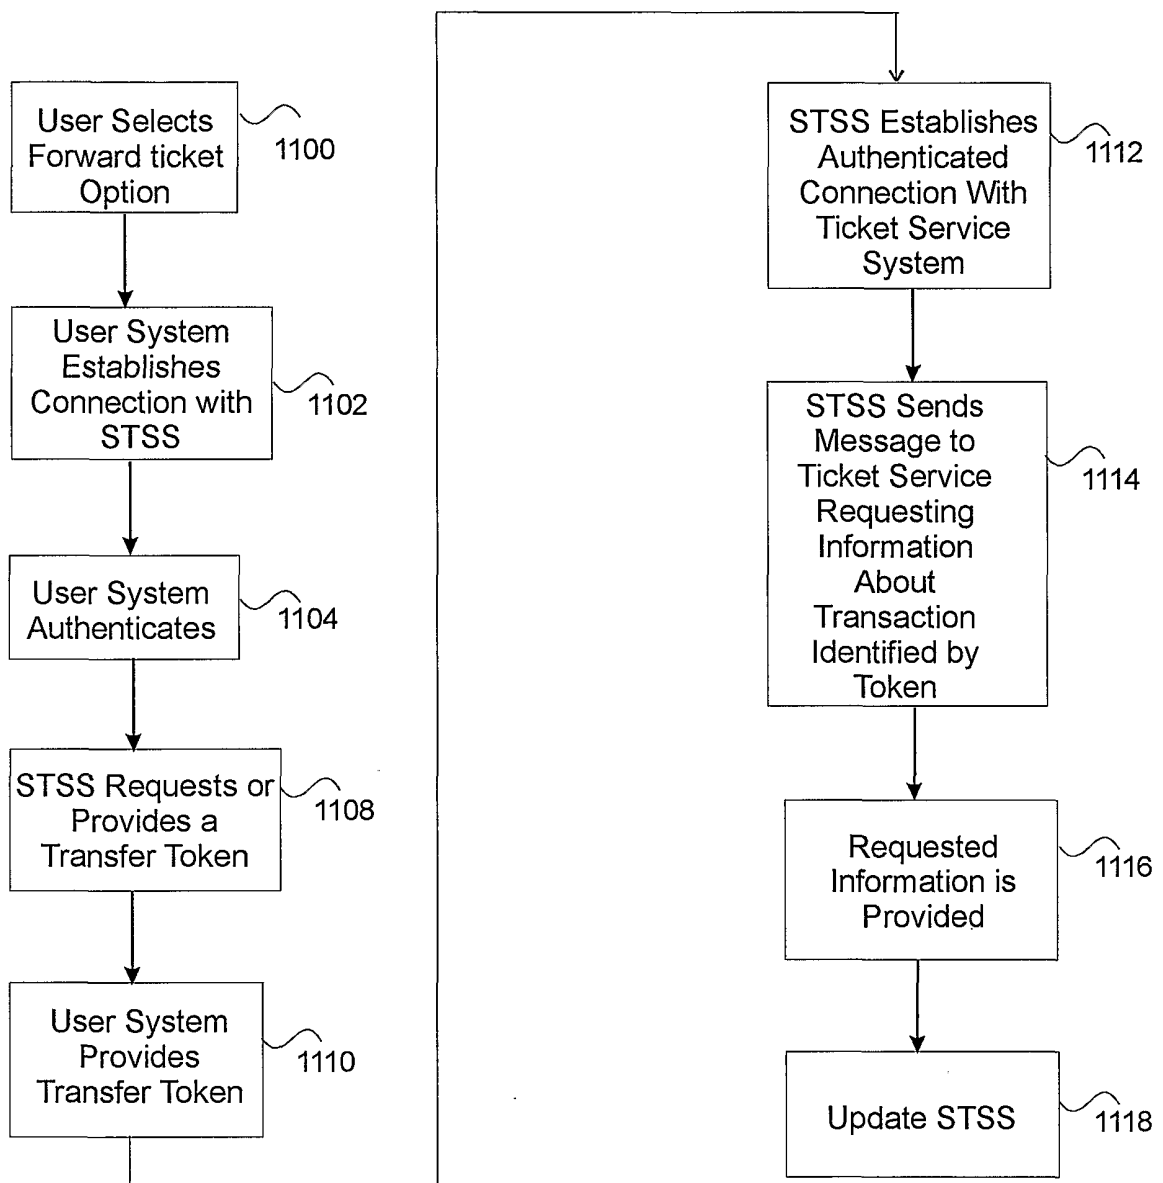 User Selects
Forward ticket
Option
1100
User System
Establishes
Connection with
STSS
1102
User System
Authenticates
1104
STSS Requests or
Provides a
Transfer Token
1108
User System
Provides
Transfer Token
1110
STSS Establishes
Authenticated
Connection With
Ticket Service
System
1112
STSS Sends
Message to
Ticket Service
Requesting
Information
About
Transaction
Identified by
Token
1114
Requested
Information is
Provided
1116
Update STSS
1118